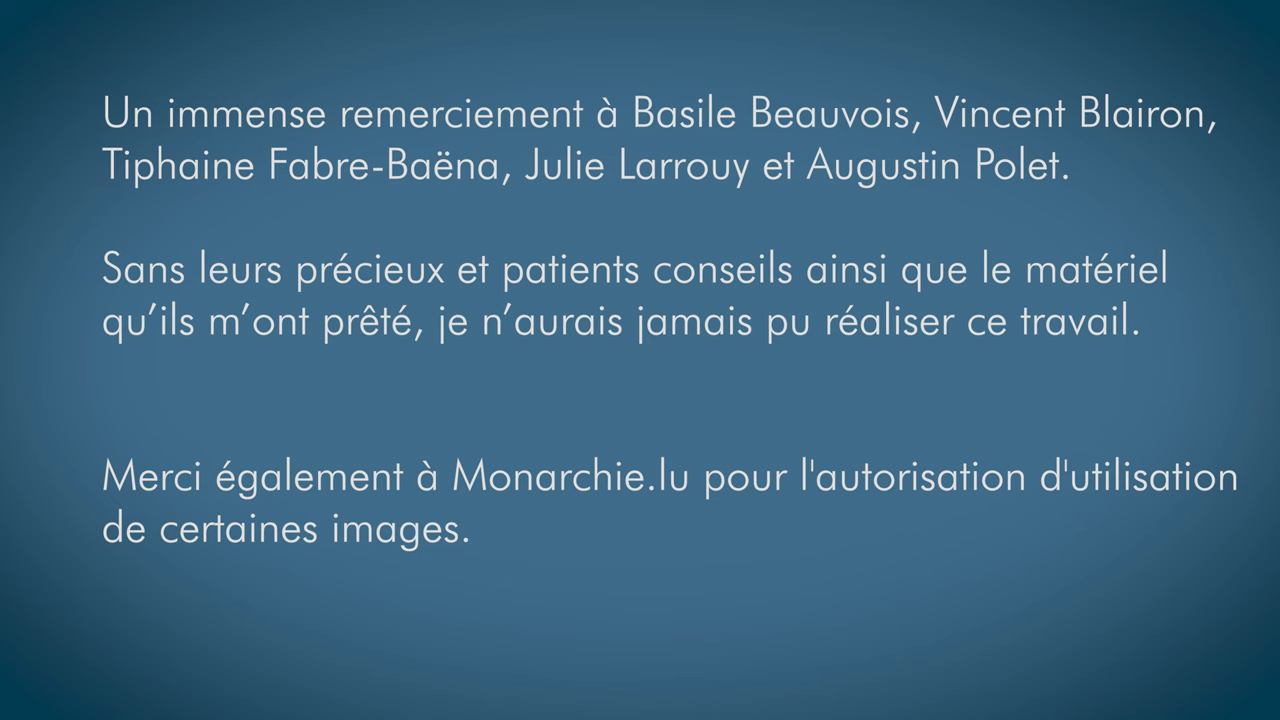 Un immense remerciement à Basile Beauvois, Vincent Blairon,
Tiphaine Fabre-Baëna, Julie Larrouy et Augustin Polet.
Sans leurs précieux et patients conseils ainsi que le matériel
qu’ils m’ont prêté, je n’aurais jamais pu réaliser ce travail.
Merci également à Monarchie.lu pour l'autorisation d'utilisation
de certaines images.